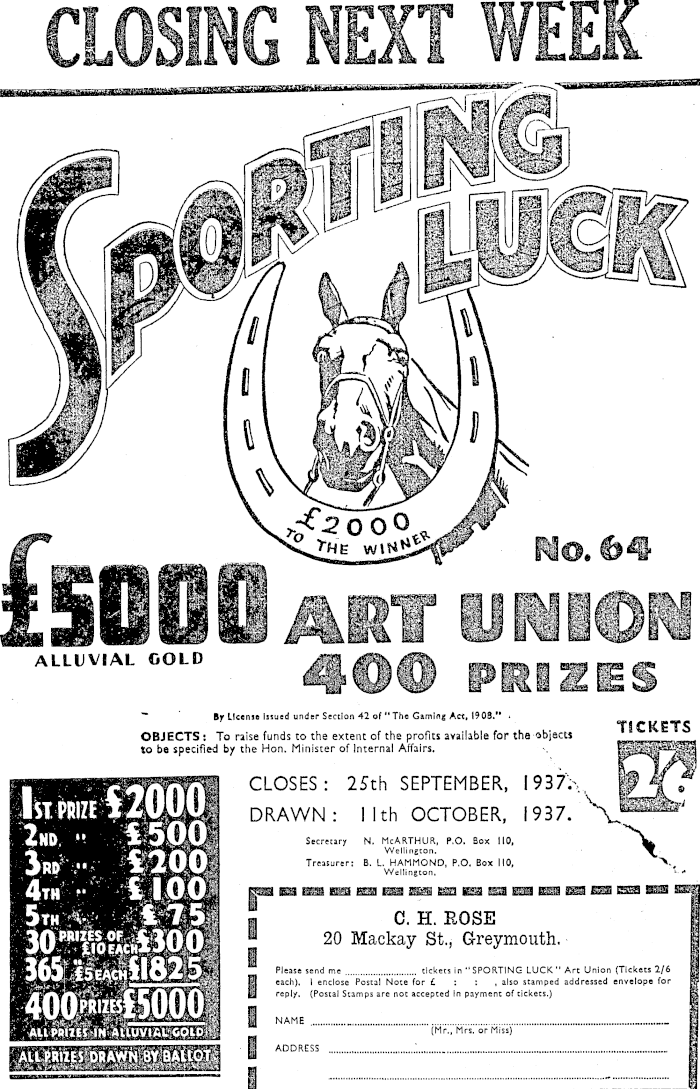 CLOSING NEXT WEEK
SPORTING
LUCK
£2000
TO THE WINNER
No. 64
£5000 ART UNION
ALLUVIAL GOLD
400 PRIZES
By License issued under Section 42 of "The Gaming Act, 1908."
OBJECTS: To raise funds to the extent of the profits available for the objects
to be specified by the Hon. Minister of Internal Affairs.
TICKETS
2/6
CLOSES: 25th SEPTEMBER, 1937.
DRAWN: 11th OCTOBER, 1937.
Secretary N. McARTHUR, P.O. Box 110,
Wellington.
Treasurer: B. L. HAMMOND, P.O. Box 110,
Wellington.
1ST PRIZE £2000
2ND " £500
3RD " £200
4TH " £100
5TH £75
30 PRIZES OF £10 EACH £300
365 " £5 EACH £1825
400 PRIZES £5000
ALL PRIZES IN ALLUVIAL GOLD
ALL PRIZES DRAWN BY BALLOT
C. H. ROSE
20 Mackay St., Greymouth.
Please send me .................... tickets in "SPORTING LUCK" Art Union (Tickets 2/6
each). I enclose Postal Note for £ : : , also stamped addressed envelope for
reply. (Postal Stamps are not accepted in payment of tickets.)
NAME
(Mr., Mrs. or Miss)
ADDRESS